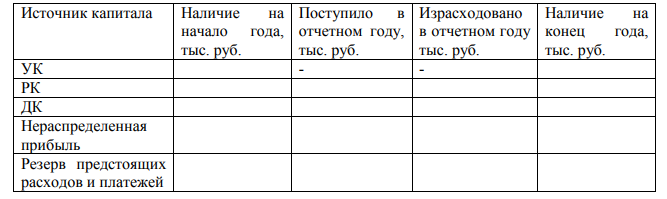 Источник капитала
Наличие на
начало года,
тыс. руб.
Поступило в
отчетном году,
тыс. руб.
Израсходовано
в отчетном году
тыс. руб.
Наличие на
конец года,
тыс. руб.
УК - -
РК
ДК
Нераспределенная
прибыль
Резерв предстоящих
расходов и платежей